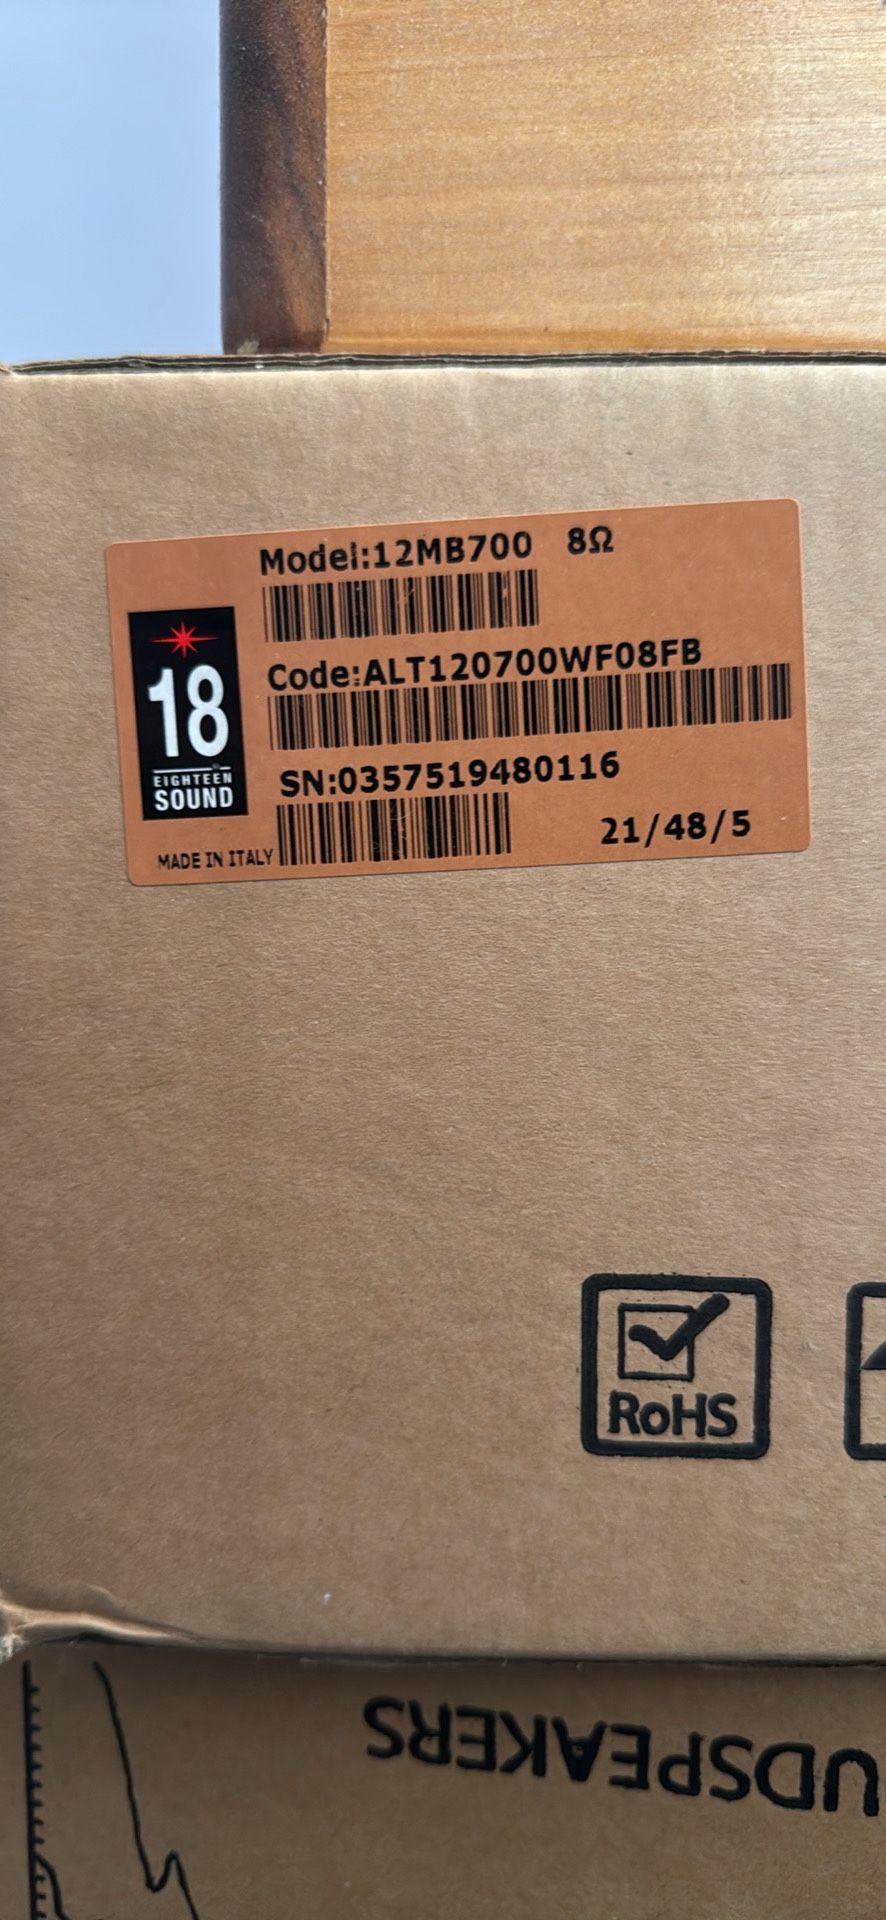 Model:12MB700 8Ω
Code:ALT120700WF08FB
SN:0357519480116
21/48/5
18
EIGHTEEN
SOUND
MADE IN ITALY
RoHS
UDSPEAKERS